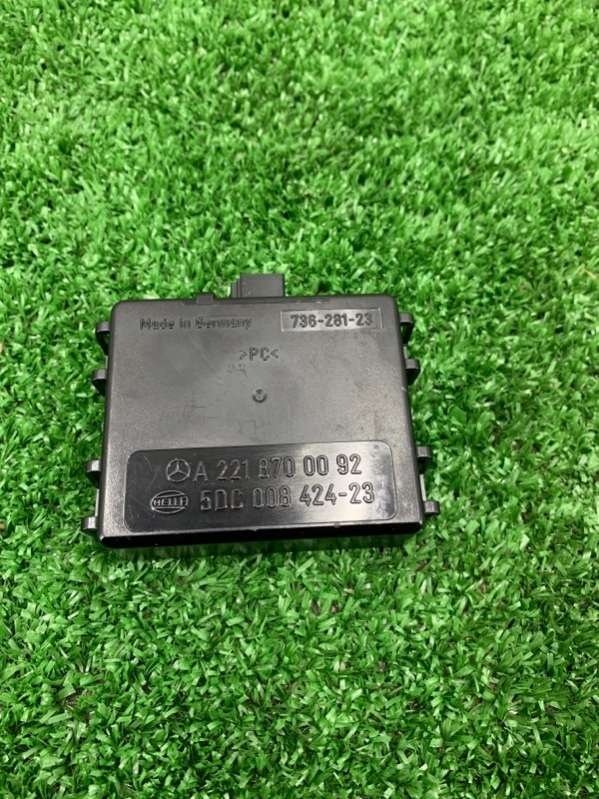 Made in Germany 736-281-23
>PC<
A 221 870 00 92
HELLA 5DC 008 424-23